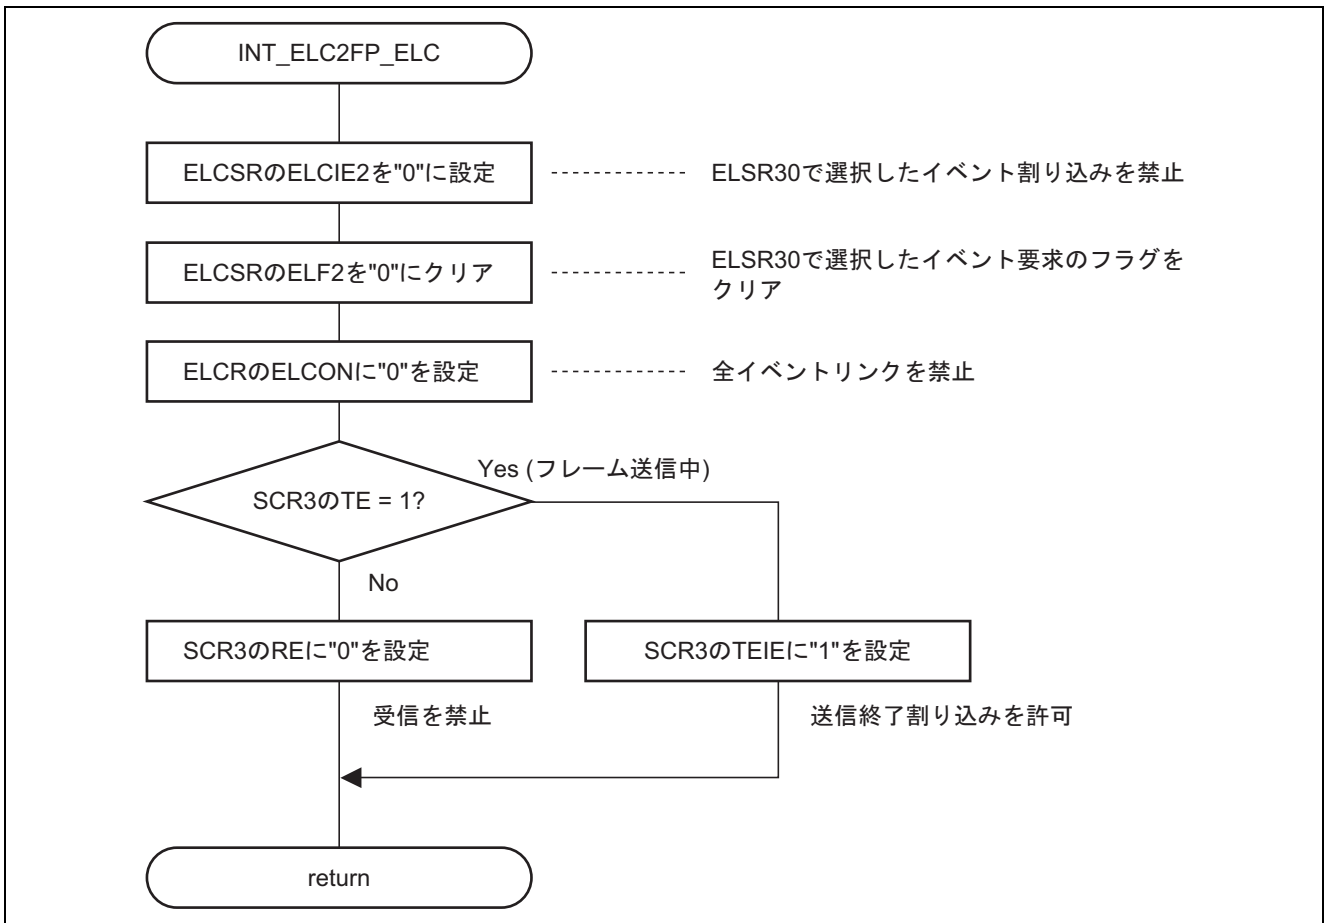 INT_ELC2FP_ELC
ELCSRのELCIE2を"0"に設定
ELSR30で選択したイベント割り込みを禁止
ELCSRのELF2を"0"にクリア
ELSR30で選択したイベント要求のフラグを
クリア
ELCRのELCONに"0"を設定
全イベントリンクを禁止
Yes (フレーム送信中)
SCR3のTE = 1?
No
SCR3のREに"0"を設定
SCR3のTEIEに"1"を設定
受信を禁止
送信終了割り込みを許可
return